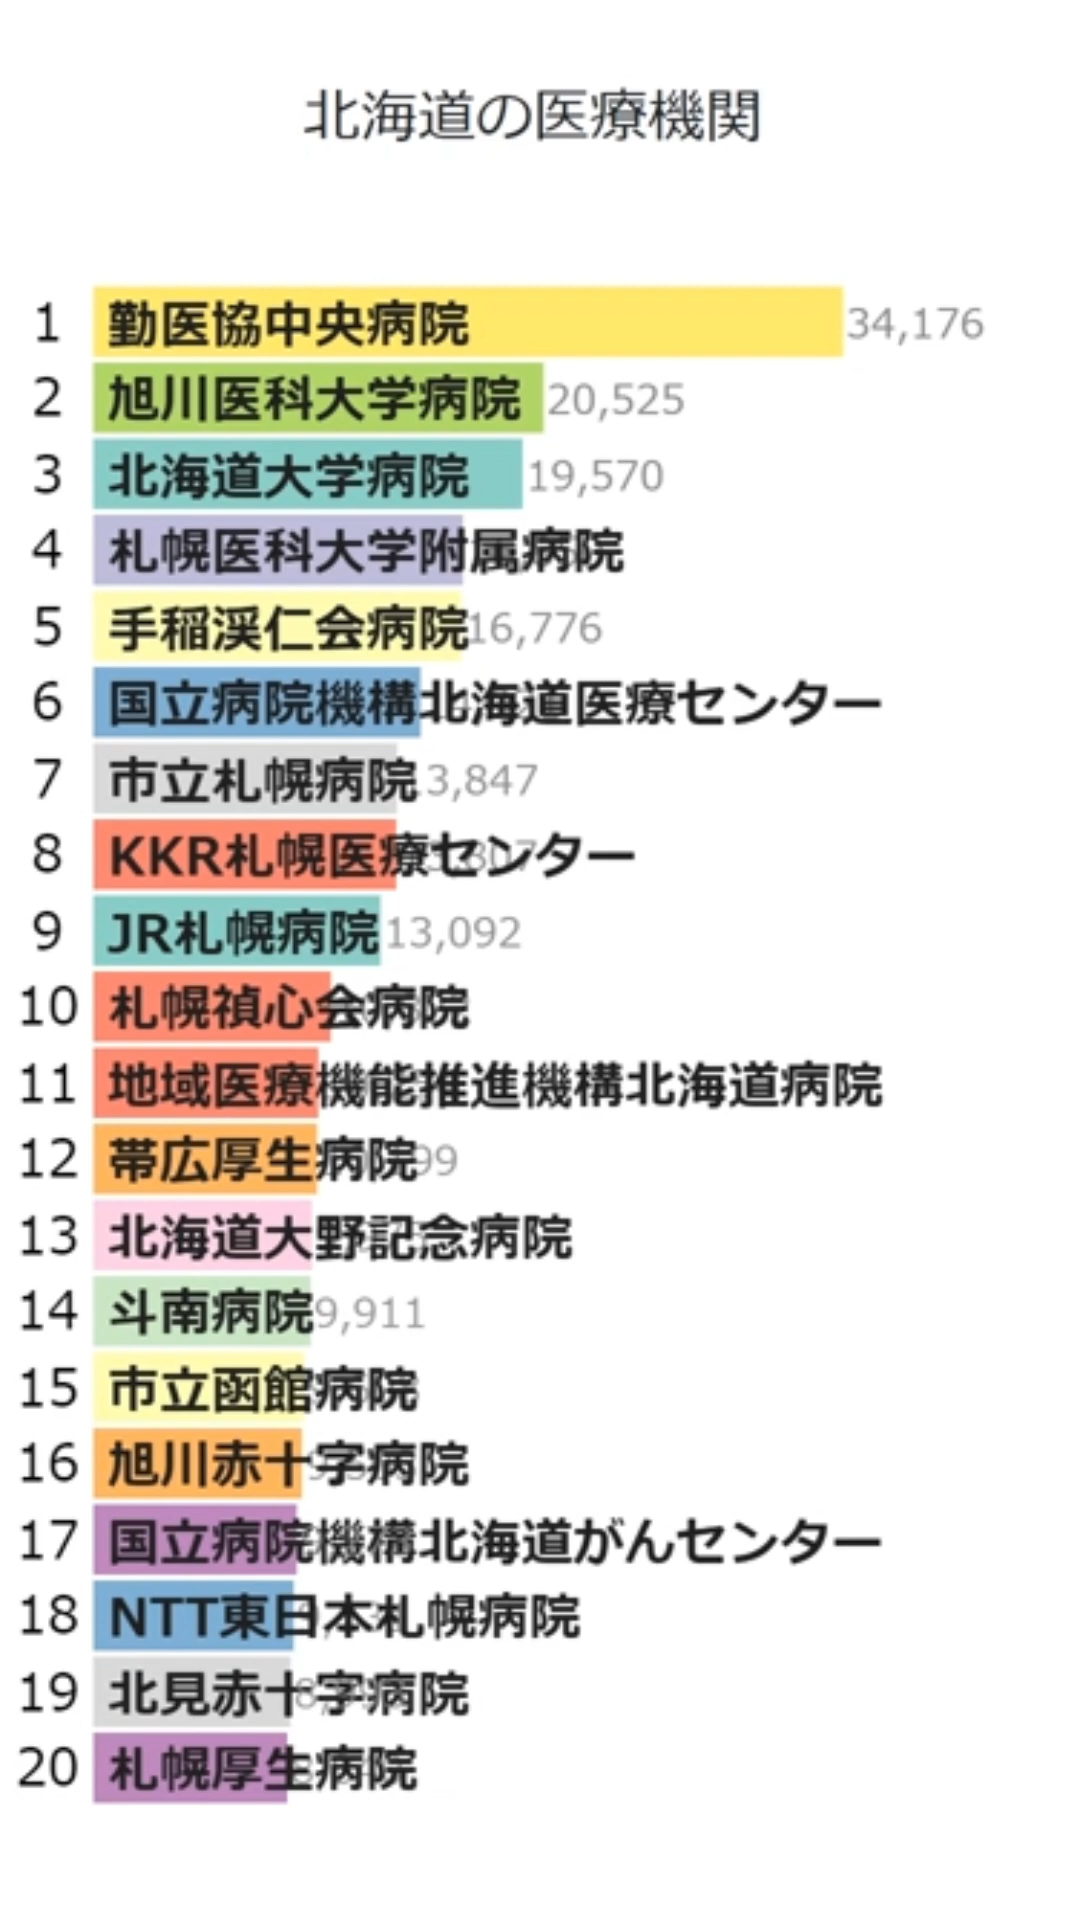 北海道の医療機関
1 勤医協中央病院 34,176
2 旭川医科大学病院 20,525
3 北海道大学病院 19,570
4 札幌医科大学附属病院
5 手稲渓仁会病院 16,776
6 国立病院機構北海道医療センター
7 市立札幌病院 13,847
8 KKR札幌医療センター
9 JR札幌病院 13,092
10 札幌禎心会病院
11 地域医療機能推進機構北海道病院
12 帯広厚生病院
13 北海道大野記念病院
14 斗南病院 9,911
15 市立函館病院
16 旭川赤十字病院
17 国立病院機構北海道がんセンター
18 NTT東日本札幌病院
19 北見赤十字病院
20 札幌厚生病院